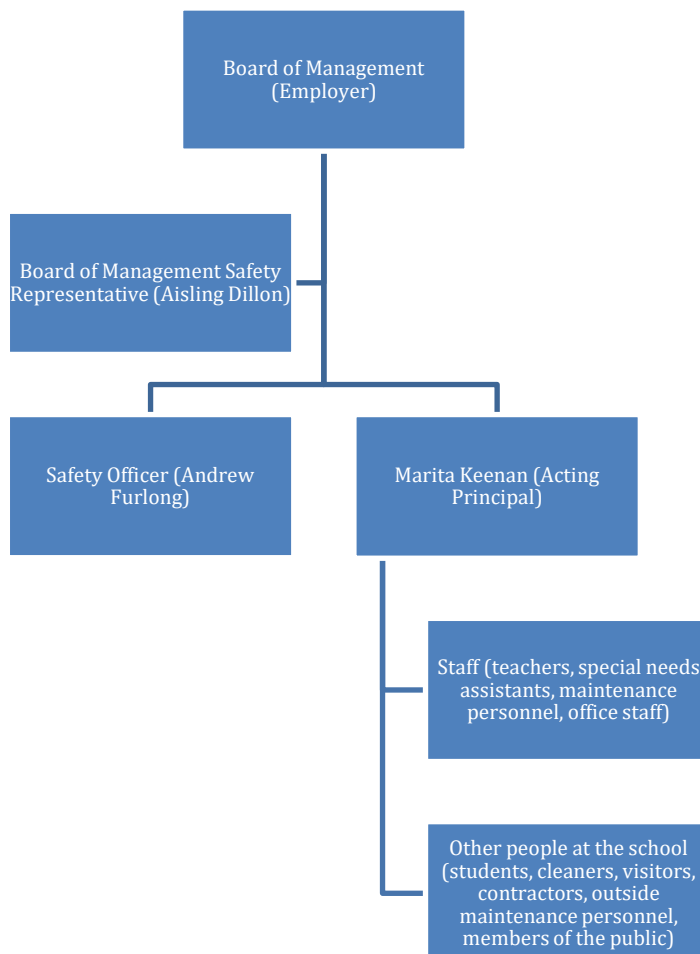 Board of Management
(Employer)
Board of Management Safety
Representative (Aisling Dillon)
Safety Officer (Andrew
Furlong)
Marita Keenan (Acting
Principal)
Staff (teachers, special needs
assistants, maintenance
personnel, office staff)
Other people at the school
(students, cleaners, visitors,
contractors, outside
maintenance personnel,
members of the public)